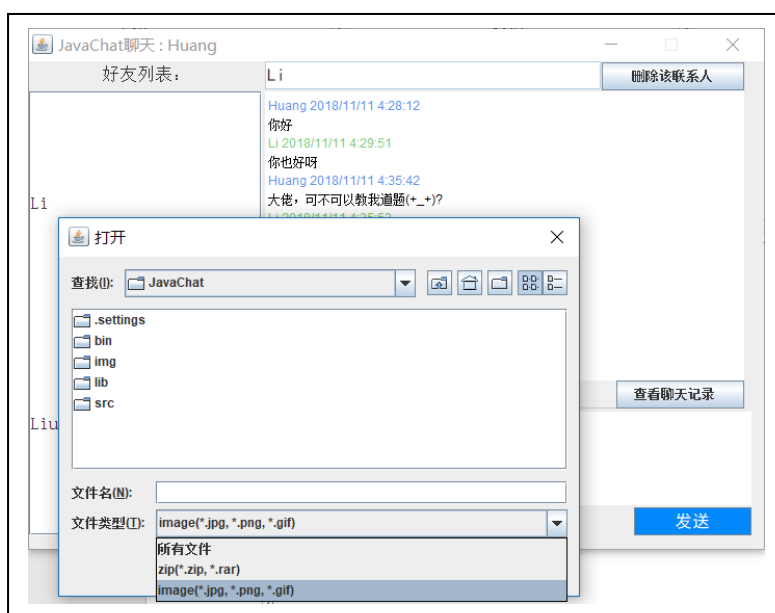 JavaChat聊天 : Huang
好友列表：
Li
删除该联系人
Huang 2018/11/11 4:28:12
你好
Li 2018/11/11 4:29:51
你也好呀
Huang 2018/11/11 4:35:42
大佬，可不可以教我道题(+_+)?
Li
打开
查找(I):
JavaChat
.settings
bin
img
lib
src
查看聊天记录
Liu
文件名(N):
文件类型(T):
image(*.jpg, *.png, *.gif)
发送
所有文件
zip(*.zip, *.rar)
image(*.jpg, *.png, *.gif)